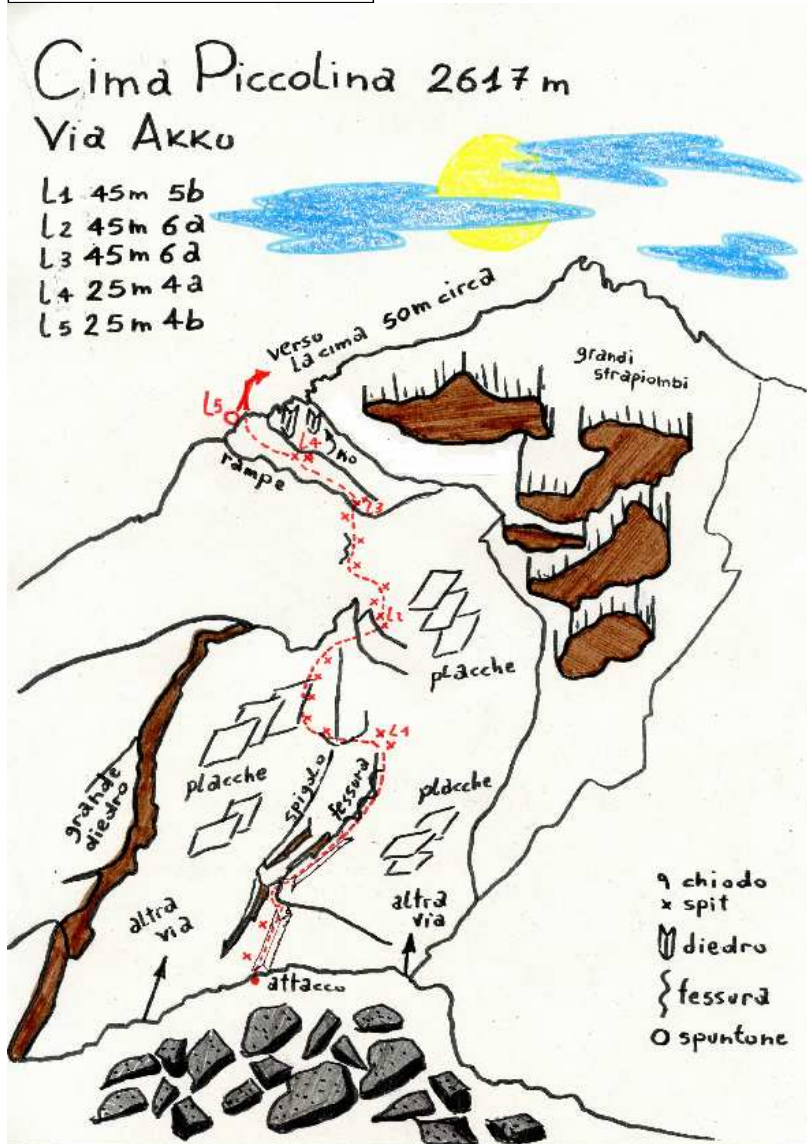 Cima Piccolina 2617 m
Via Akku
L1 45m 5b
L2 45m 6a
L3 45m 6a
L4 25m 4a
L5 25m 4b
verso
la cima 50m circa
grandi
strapiombi
L5
L4
no
rampe
L3
L2
placche
L1
placche
spigolo
fessura
placche
grande
diedro
altra
via
altra
via
attacco
chiodo
x spit
diedro
fessura
spuntone